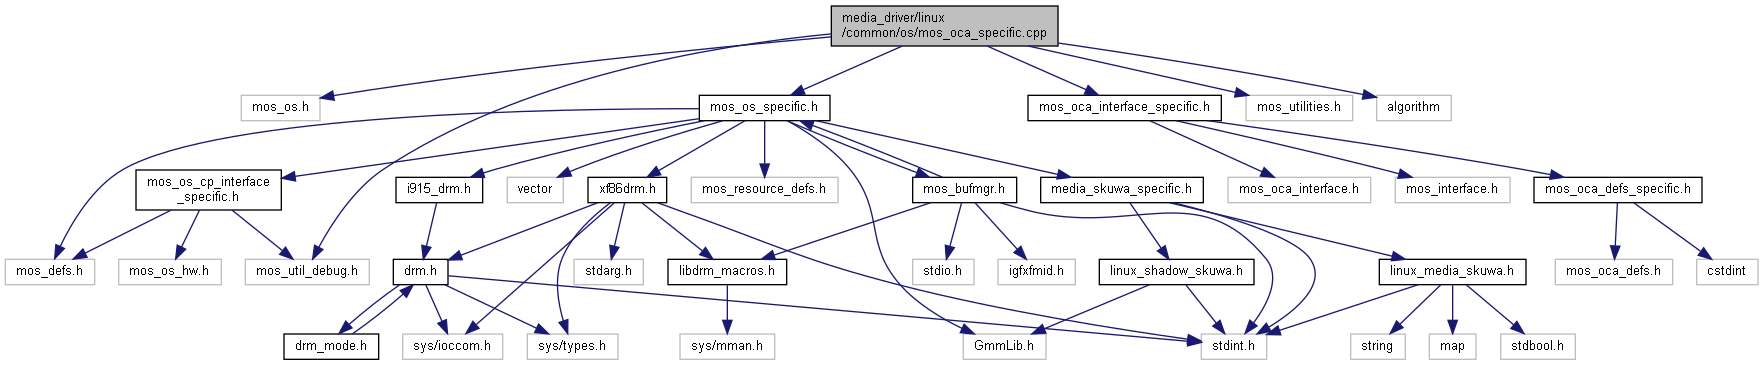 media_driver/linux
/common/os/mos_oca_specific.cpp
mos_os.h
mos_os_specific.h
mos_oca_interface_specific.h
mos_utilities.h
algorithm
mos_os_cp_interface
_specific.h
i915_drm.h
vector
xf86drm.h
mos_resource_defs.h
mos_bufmgr.h
media_skuwa_specific.h
mos_oca_interface.h
mos_interface.h
mos_oca_defs_specific.h
mos_defs.h
mos_os_hw.h
mos_util_debug.h
drm.h
stdarg.h
libdrm_macros.h
stdio.h
igfxfmid.h
linux_shadow_skuwa.h
linux_media_skuwa.h
mos_oca_defs.h
cstdint
drm_mode.h
sys/ioccom.h
sys/types.h
sys/mman.h
GmmLib.h
stdint.h
string
map
stdbool.h